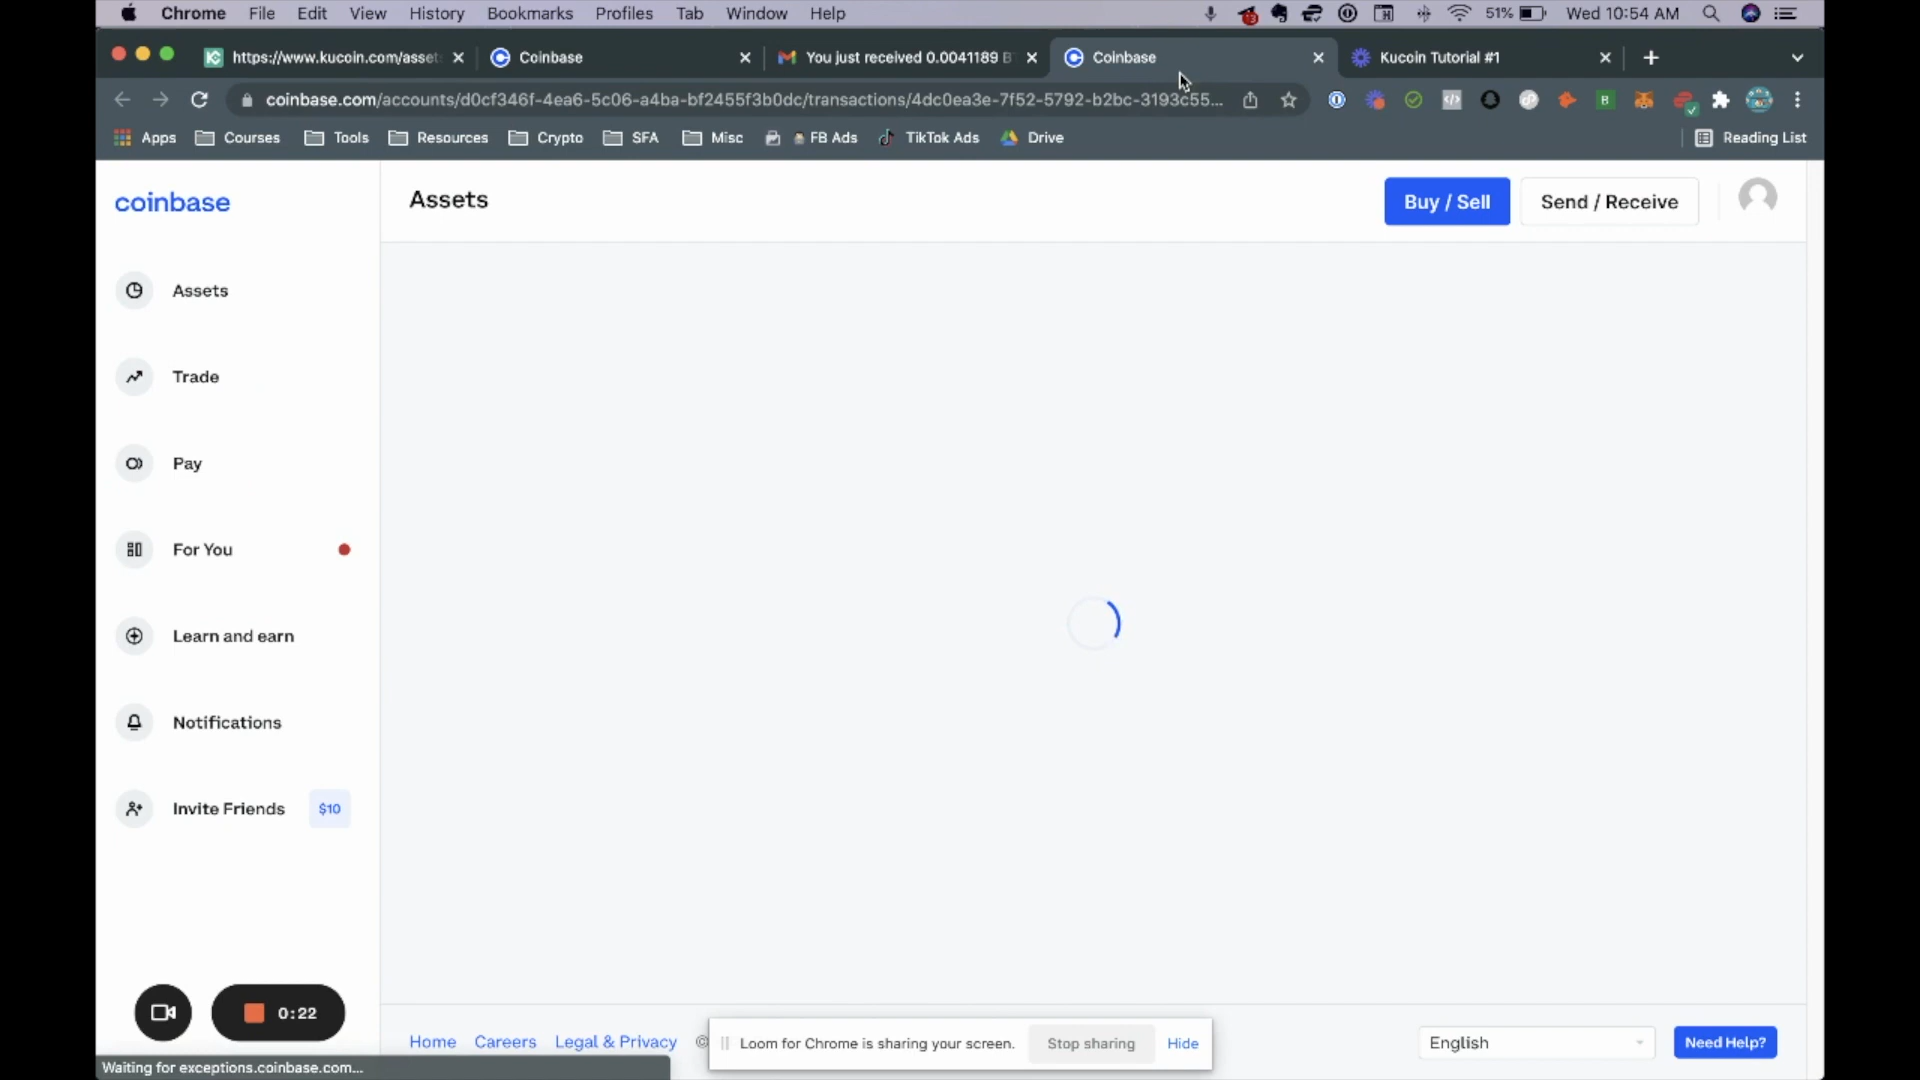 Chrome File Edit View History Bookmarks Profiles Tab Window Help 51% Wed 10:54 AM
https://www.kucoin.com/asset Coinbase You just received 0.0041189 B Coinbase Kucoin Tutorial #1
coinbase.com/accounts/d0cf346f-4ea6-5c06-a4ba-bf2455f3b0dc/transactions/4dc0ea3e-7f52-5792-b2bc-3193c55...
Apps Courses Tools Resources Crypto SFA Misc FB Ads TikTok Ads Drive Reading List
coinbase Assets Buy / Sell Send / Receive
Assets
Trade
Pay
For You
Learn and earn
Notifications
Invite Friends $10
0:22
Home Careers Legal & Privacy © Loom for Chrome is sharing your screen. Stop sharing Hide English Need Help?
Waiting for exceptions.coinbase.com...